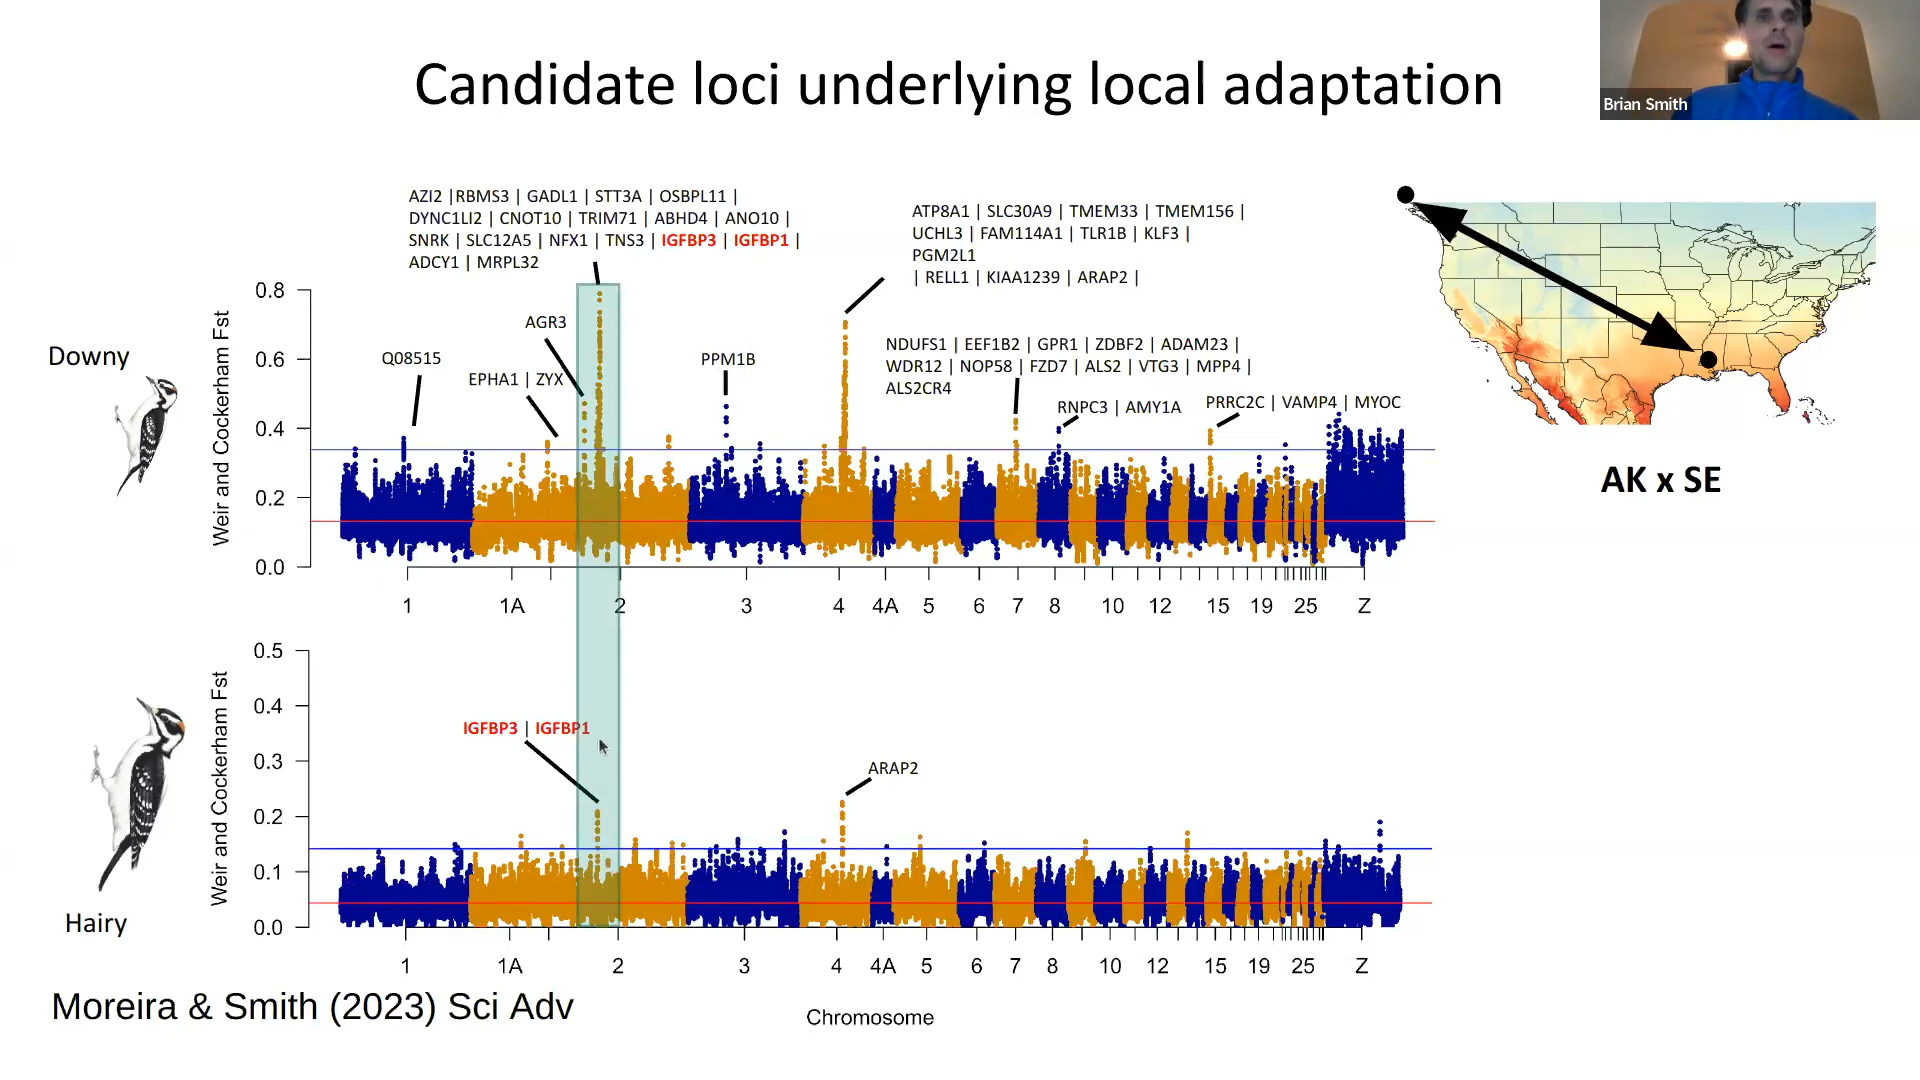 Candidate loci underlying local adaptation
Brian Smith
AZI2 |RBMS3 | GADL1 | STT3A | OSBPL11 |
DYNC1LI2 | CNOT10 | TRIM71 | ABHD4 | ANO10 |
SNRK | SLC12A5 | NFX1 | TNS3 | IGFBP3 | IGFBP1 |
ADCY1 | MRPL32
ATP8A1 | SLC30A9 | TMEM33 | TMEM156 |
UCHL3 | FAM114A1 | TLR1B | KLF3 |
PGM2L1
| RELL1 | KIAA1239 | ARAP2 |
AGR3
Q08515
EPHA1 | ZYX
PPM1B
NDUFS1 | EEF1B2 | GPR1 | ZDBF2 | ADAM23 |
WDR12 | NOP58 | FZD7 | ALS2 | VTG3 | MPP4 |
ALS2CR4
RNPC3 | AMY1A
PRRC2C | VAMP4 | MYOC
Downy
Weir and Cockerham Fst
0.8
0.6
0.4
0.2
0.0
1 1A 2 3 4 4A 5 6 7 8 10 12 15 19 25 Z
AK x SE
Hairy
Weir and Cockerham Fst
0.5
0.4
0.3
0.2
0.1
0.0
IGFBP3 | IGFBP1
ARAP2
1 1A 2 3 4 4A 5 6 7 8 10 12 15 19 25 Z
Chromosome
Moreira & Smith (2023) Sci Adv